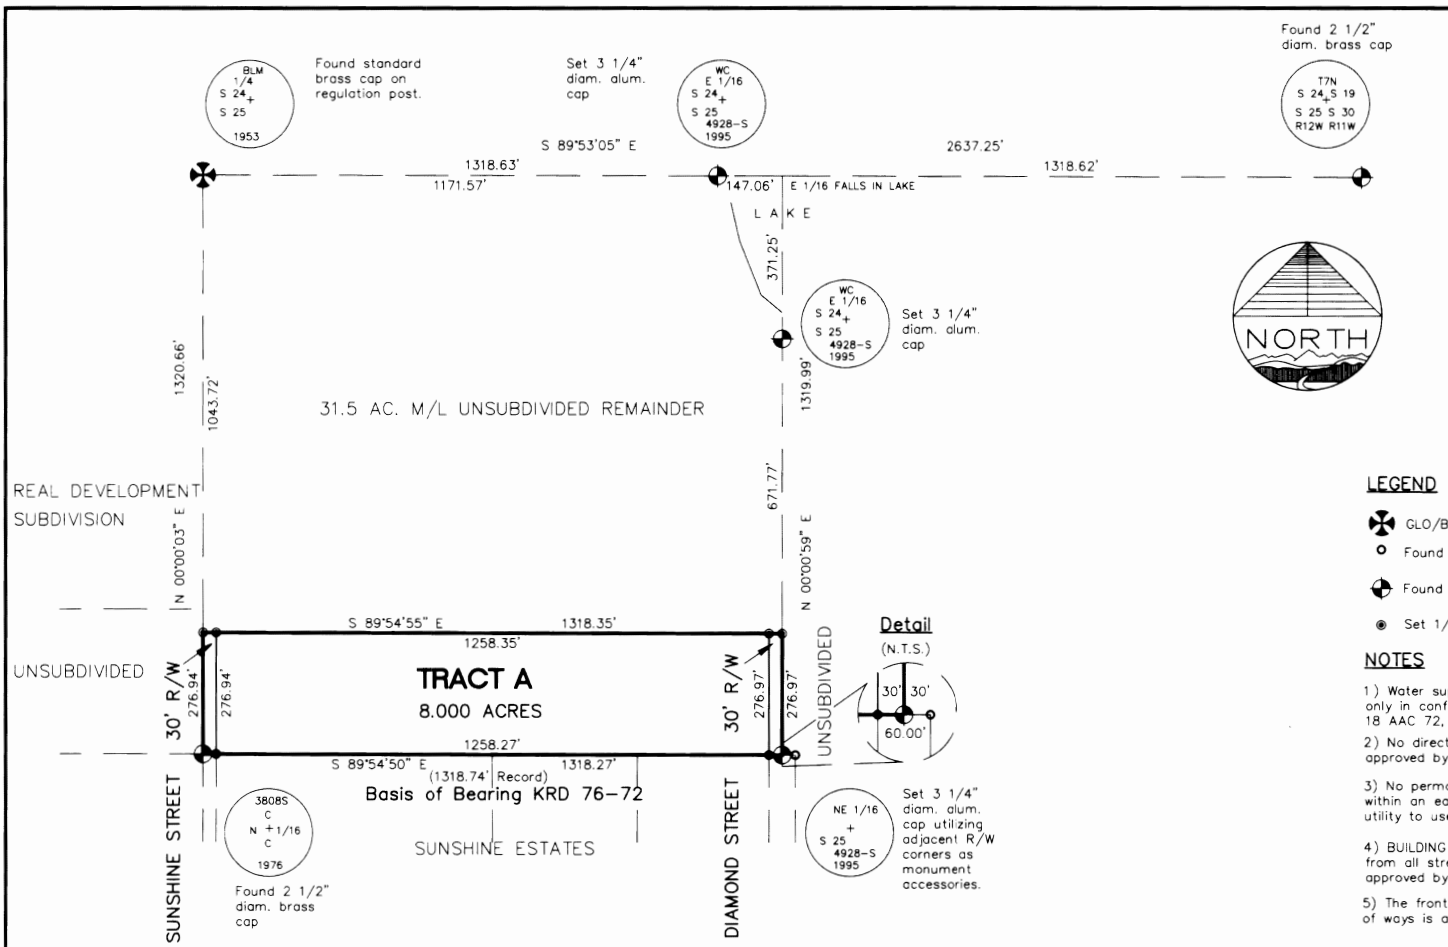 Found 2 1/2"
diam. brass cap
BLM
1/4
S 24
+
S 25
1953
Found standard
brass cap on
regulation post.
Set 3 1/4"
diam. alum.
cap
WC
E 1/16
S 24
+
S 25
4928-S
1995
T7N
S 24 S 19
+
S 25 S 30
R12W R11W
S 89°53'05" E
2637.25'
1318.63'
1318.62'
1171.57'
147.06'
E 1/16 FALLS IN LAKE
LAKE
371.25'
WC
E 1/16
S 24
+
S 25
4928-S
1995
Set 3 1/4"
diam. alum.
cap
NORTH
1320.66'
1043.72'
1319.99'
31.5 AC. M/L UNSUBDIVIDED REMAINDER
671.77'
REAL DEVELOPMENT
SUBDIVISION
N 00°00'03" E
N 00°00'59" E
LEGEND
GLO/B
Found
Found
Set 1/
S 89°54'55" E
1318.35'
1258.35'
UNSUBDIVIDED
30' R/W
276.94'
276.94'
TRACT A
8.000 ACRES
30' R/W
276.97'
276.97'
UNSUBDIVIDED
Detail
(N.T.S.)
30'
30'
60.00'
1258.27'
S 89°54'50" E
1318.27'
(1318.74' Record)
Basis of Bearing KRD 76-72
SUNSHINE STREET
DIAMOND STREET
SUNSHINE ESTATES
3808S
C
N + 1/16
C
1976
Found 2 1/2"
diam. brass
cap
NE 1/16
+
S 25
4928-S
1995
Set 3 1/4"
diam. alum.
cap utilizing
adjacent R/W
corners as
monument
accessories.
NOTES
1) Water su
only in conf
18 AAC 72,
2) No direct
approved by
3) No perma
within an ea
utility to use
4) BUILDING
from all stre
approved by
5) The front
of ways is a